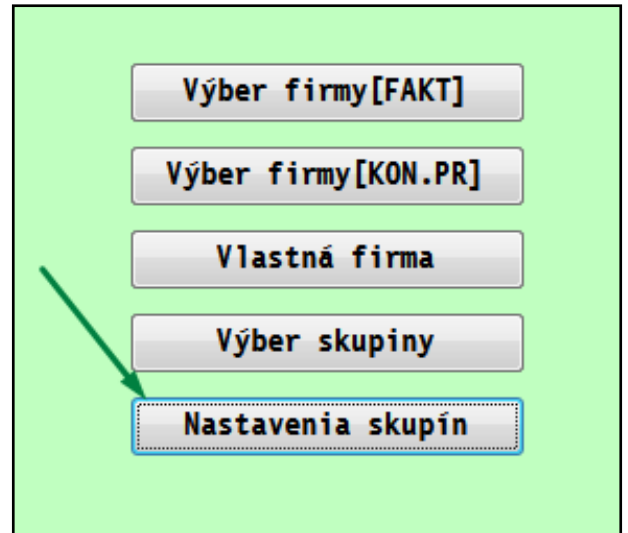 Výber firmy[FAKT]
Výber firmy[KON.PR]
Vlastná firma
Výber skupiny
Nastavenia skupín